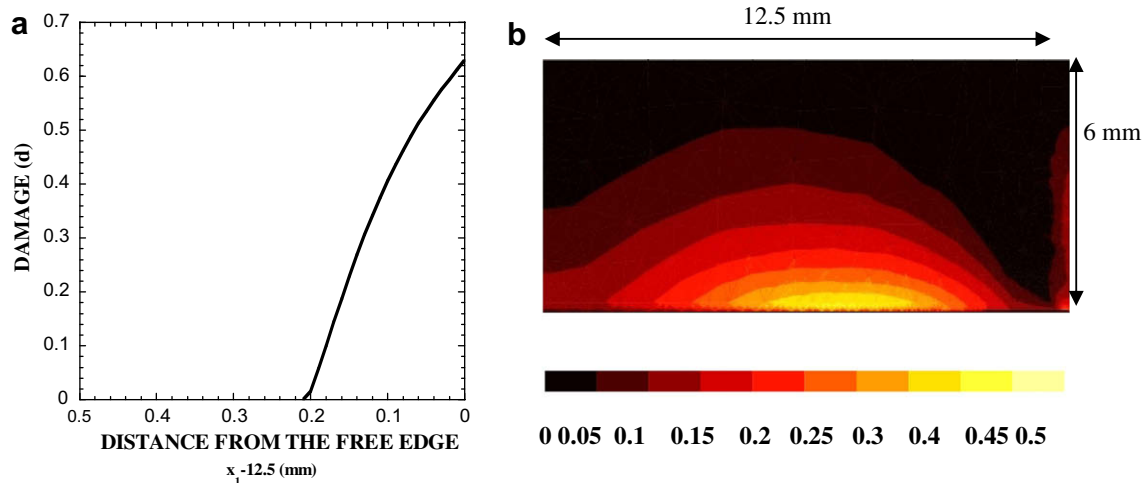 a
0.7
0.6
0.5
0.4
0.3
0.2
0.1
0
DAMAGE (d)
0.5 0.4 0.3 0.2 0.1 0
DISTANCE FROM THE FREE EDGE
x1-12.5 (mm)
b
12.5 mm
6 mm
0 0.05 0.1 0.15 0.2 0.25 0.3 0.4 0.45 0.5